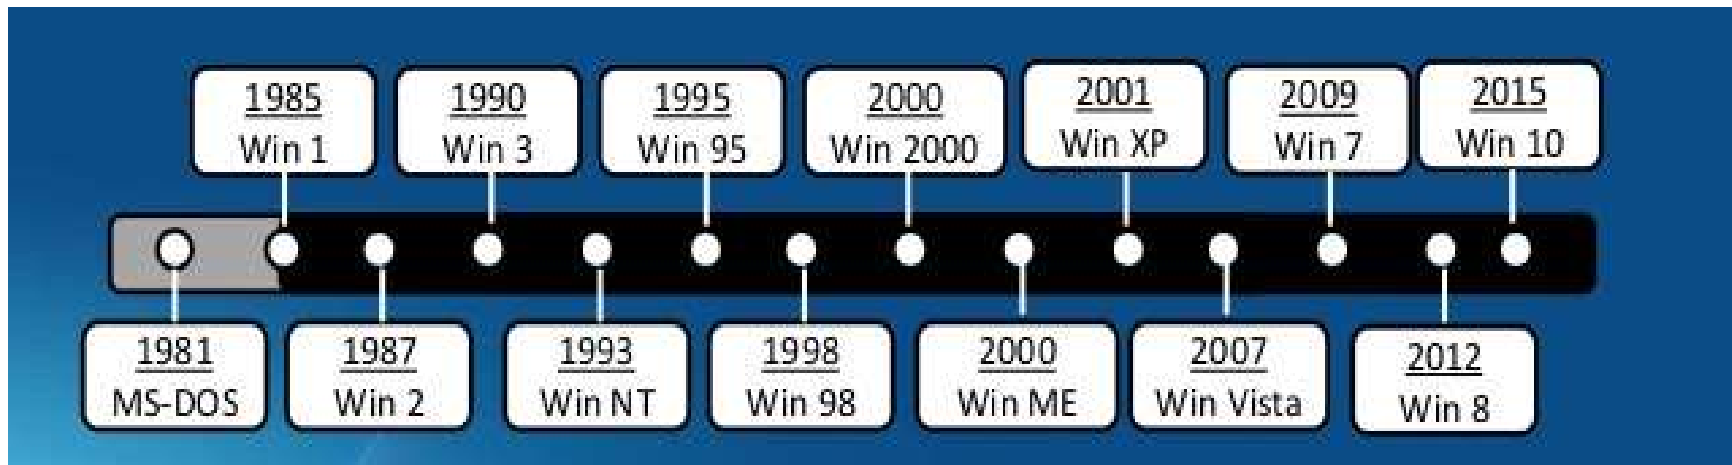 1985
Win 1
1990
Win 3
1995
Win 95
2000
Win 2000
2001
Win XP
2009
Win 7
2015
Win 10
1981
MS-DOS
1987
Win 2
1993
Win NT
1998
Win 98
2000
Win ME
2007
Win Vista
2012
Win 8